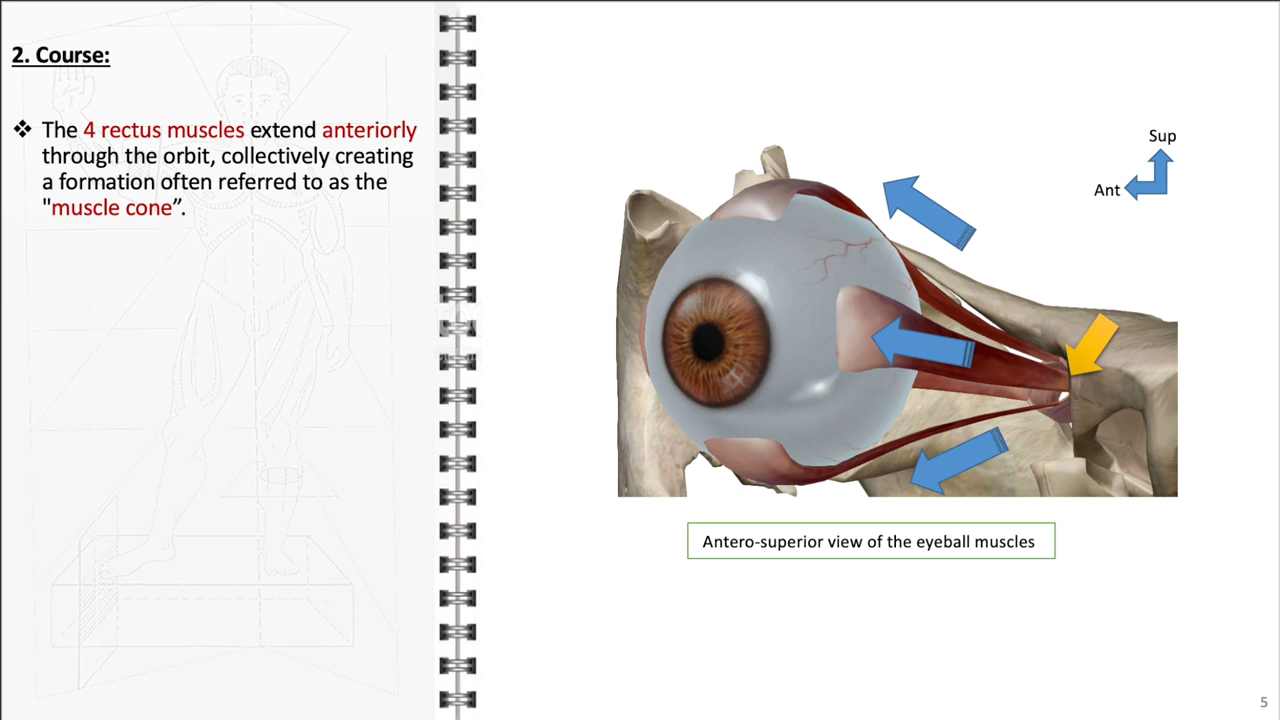 2. Course:
❖ The 4 rectus muscles extend anteriorly
through the orbit, collectively creating
a formation often referred to as the
"muscle cone”.
Sup
Ant
Antero-superior view of the eyeball muscles
5